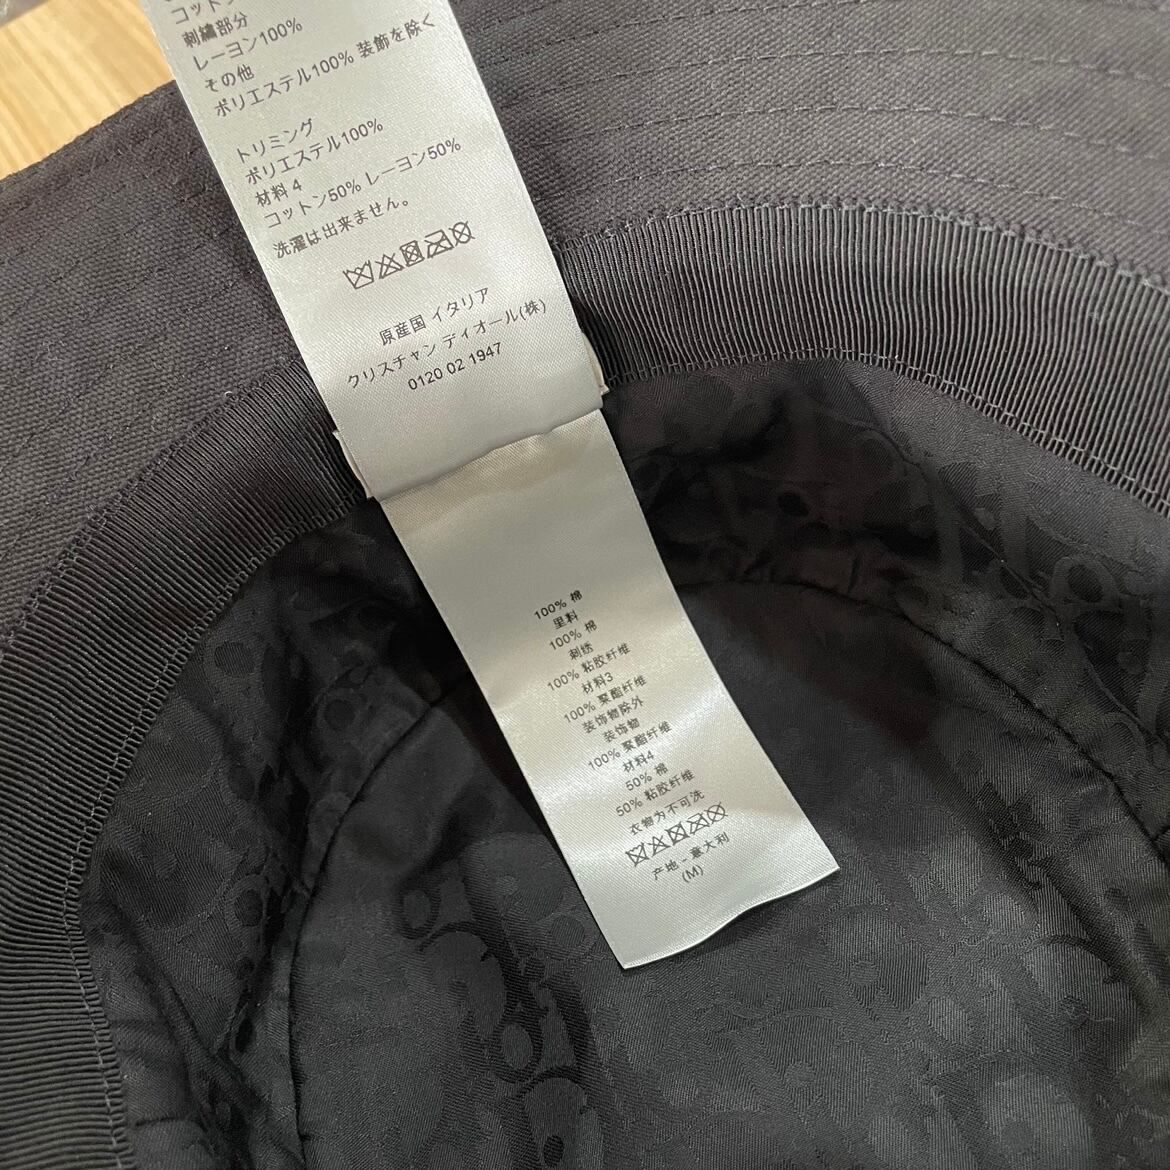 コットン
刺繍部分
レーヨン100%
その他
ポリエステル100% 装飾を除く
トリミング
ポリエステル100%
材料 4
コットン50% レーヨン50%
洗濯は出来ません。
原産国 イタリア
クリスチャン ディオール(株)
0120 02 1947
100% 棉
里料
100% 棉
刺绣
100% 粘胶纤维
材料3
100% 聚酯纤维
装饰物除外
装饰物
100% 聚酯纤维
材料4
50% 棉
50% 粘胶纤维
衣物为不可洗
产地 - 意大利
(M)